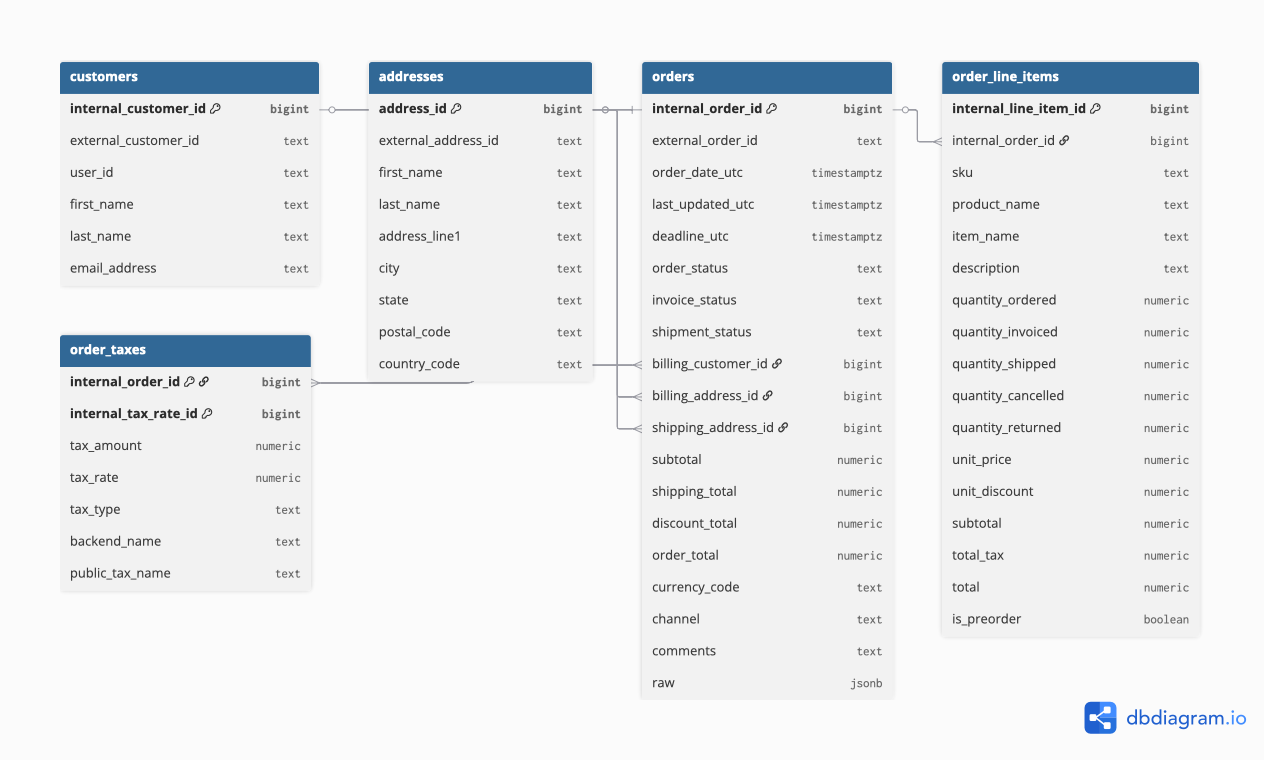 customers
internal_customer_id bigint
external_customer_id text
user_id text
first_name text
last_name text
email_address text
addresses
address_id bigint
external_address_id text
first_name text
last_name text
address_line1 text
city text
state text
postal_code text
country_code text
orders
internal_order_id bigint
external_order_id text
order_date_utc timestamptz
last_updated_utc timestamptz
deadline_utc timestamptz
order_status text
invoice_status text
shipment_status text
billing_customer_id bigint
billing_address_id bigint
shipping_address_id bigint
subtotal numeric
shipping_total numeric
discount_total numeric
order_total numeric
currency_code text
channel text
comments text
raw jsonb
order_line_items
internal_line_item_id bigint
internal_order_id bigint
sku text
product_name text
item_name text
description text
quantity_ordered numeric
quantity_invoiced numeric
quantity_shipped numeric
quantity_cancelled numeric
quantity_returned numeric
unit_price numeric
unit_discount numeric
subtotal numeric
total_tax numeric
total numeric
is_preorder boolean
order_taxes
internal_order_id bigint
internal_tax_rate_id bigint
tax_amount numeric
tax_rate numeric
tax_type text
backend_name text
public_tax_name text
dbdiagram.io